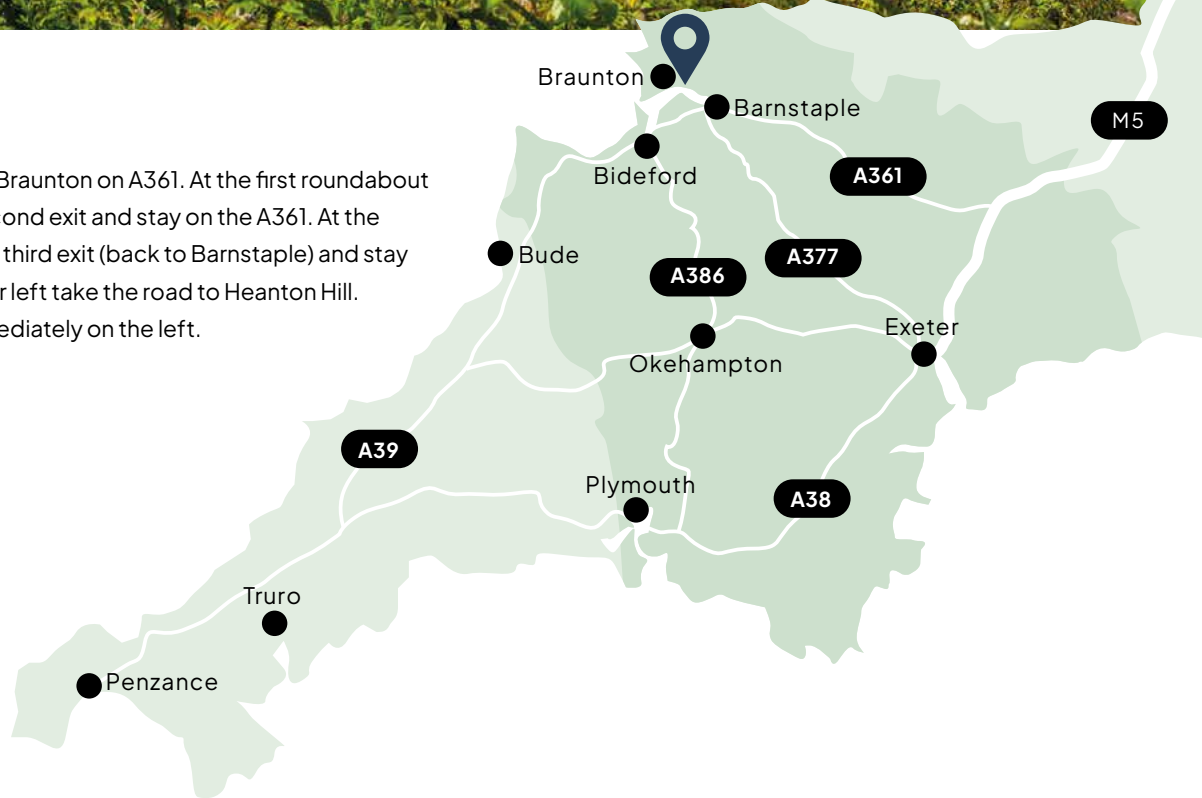 Braunton
Barnstaple
M5
Bideford
A361
Braunton on A361. At the first roundabout
ond exit and stay on the A361. At the
third exit (back to Barnstaple) and stay
r left take the road to Heanton Hill.
ediately on the left.
Bude
A377
A386
Exeter
Okehampton
A39
Plymouth
A38
Truro
Penzance